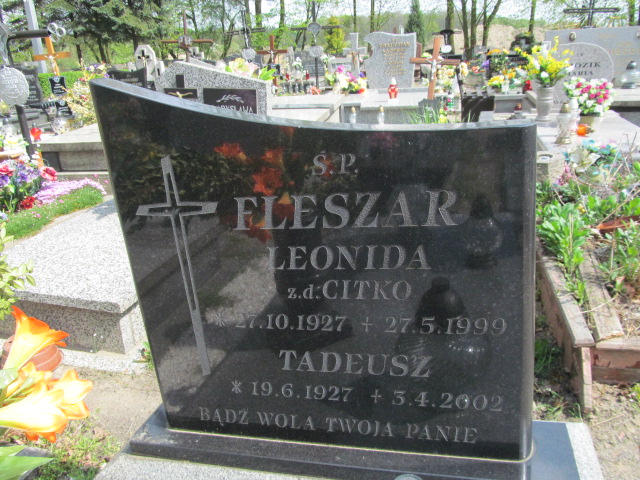 Ś.P.
FLESZAR
LEONIDA
z.d. CITKO
* 27.10.1927 + 27.5.1999
TADEUSZ
* 19.6.1927 + 3.4.2002
BĄDŹ WOLA TWOJA PANIE